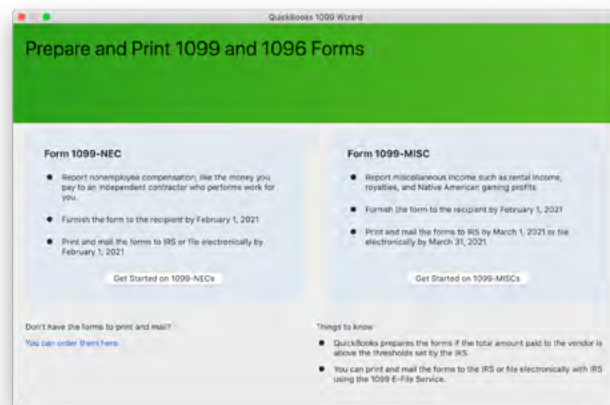 QuickBooks 1099 Wizard
Prepare and Print 1099 and 1096 Forms
Form 1099-NEC
Report nonemployee compensation, like the money you
pay to an independent contractor who performs work for
you.
Furnish the form to the recipient by February 1, 2021
Print and mail the forms to IRS or file electronically by
February 1, 2021
Get Started on 1099-NECs
Form 1099-MISC
Report miscellaneous income such as rental income,
royalties, and Native American gaming profits.
Furnish the form to the recipient by February 1, 2021
Print and mail the forms to IRS by March 1, 2021 or file
electronically by March 31, 2021
Get Started on 1099-MISCs
Don't have the forms to print and mail?
You can order them here.
Things to know
QuickBooks prepares the forms if the total amount paid to the vendor is
above the thresholds set by the IRS.
You can print and mail the forms to the IRS or file electronically with IRS
using the 1099 E-File Service.